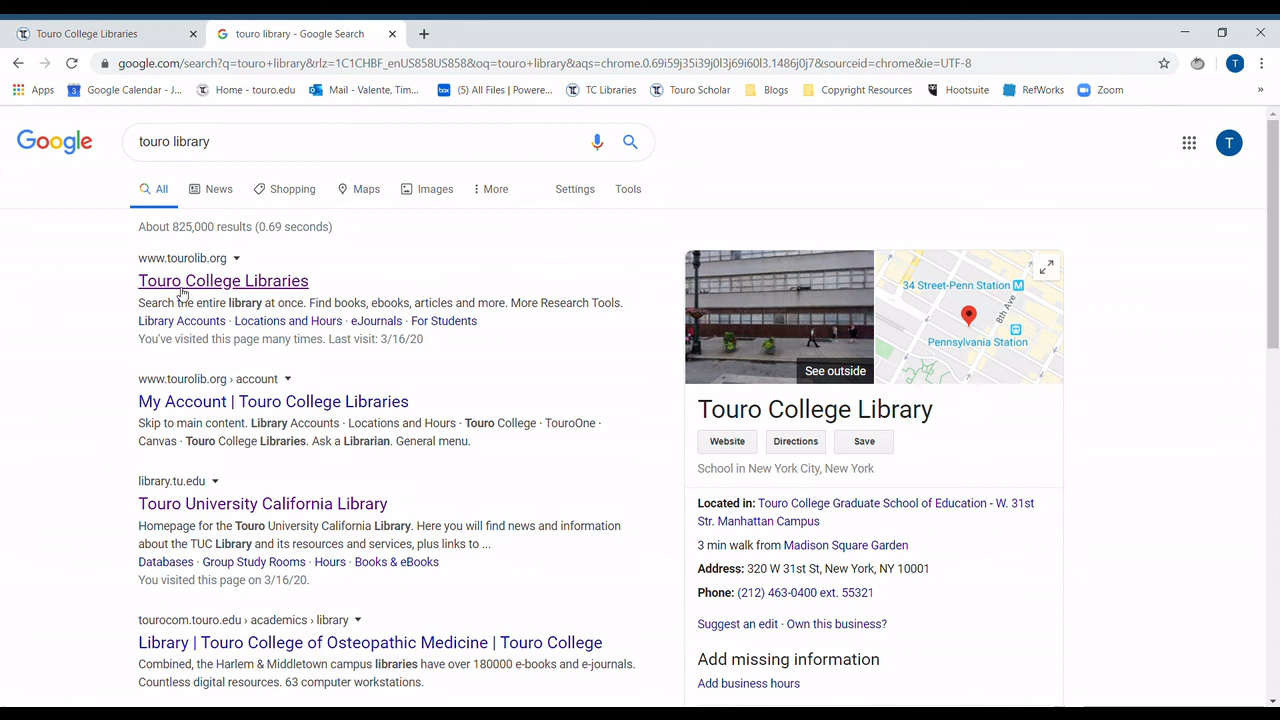 Touro College Libraries
touro library - Google Search
google.com/search?q=touro+library&rlz=1C1CHBF_enUS858US858&oq=touro+library&aqs=chrome.0.69i59j35i39j0l3j69i60l3.1486j0j7&sourceid=chrome&ie=UTF-8
T
Apps
Google Calendar - J...
Home - touro.edu
Mail - Valente, Tim...
(5) All Files | Powere...
TC Libraries
Touro Scholar
Blogs
Copyright Resources
Hootsuite
RefWorks
Zoom
»
Google
touro library
T
All
News
Shopping
Maps
Images
More
Settings
Tools
About 825,000 results (0.69 seconds)
www.tourolib.org
Touro College Libraries
Search the entire library at once. Find books, ebooks, articles and more. More Research Tools.
Library Accounts · Locations and Hours · eJournals · For Students
You've visited this page many times. Last visit: 3/16/20
www.tourolib.org › account
My Account | Touro College Libraries
Skip to main content. Library Accounts · Locations and Hours · Touro College · TouroOne ·
Canvas · Touro College Libraries. Ask a Librarian. General menu.
library.tu.edu
Touro University California Library
Homepage for the Touro University California Library. Here you will find news and information
about the TUC Library and its resources and services, plus links to ...
Databases · Group Study Rooms · Hours · Books & eBooks
You visited this page on 3/16/20.
tourocom.touro.edu › academics › library
Library | Touro College of Osteopathic Medicine | Touro College
Combined, the Harlem & Middletown campus libraries have over 180000 e-books and e-journals.
Countless digital resources. 63 computer workstations.
See outside
34 Street-Penn Station
8th Ave
Pennsylvania Station
Touro College Library
Website
Directions
Save
School in New York City, New York
Located in: Touro College Graduate School of Education - W. 31st
Str. Manhattan Campus
3 min walk from Madison Square Garden
Address: 320 W 31st St, New York, NY 10001
Phone: (212) 463-0400 ext. 55321
Suggest an edit · Own this business?
Add missing information
Add business hours